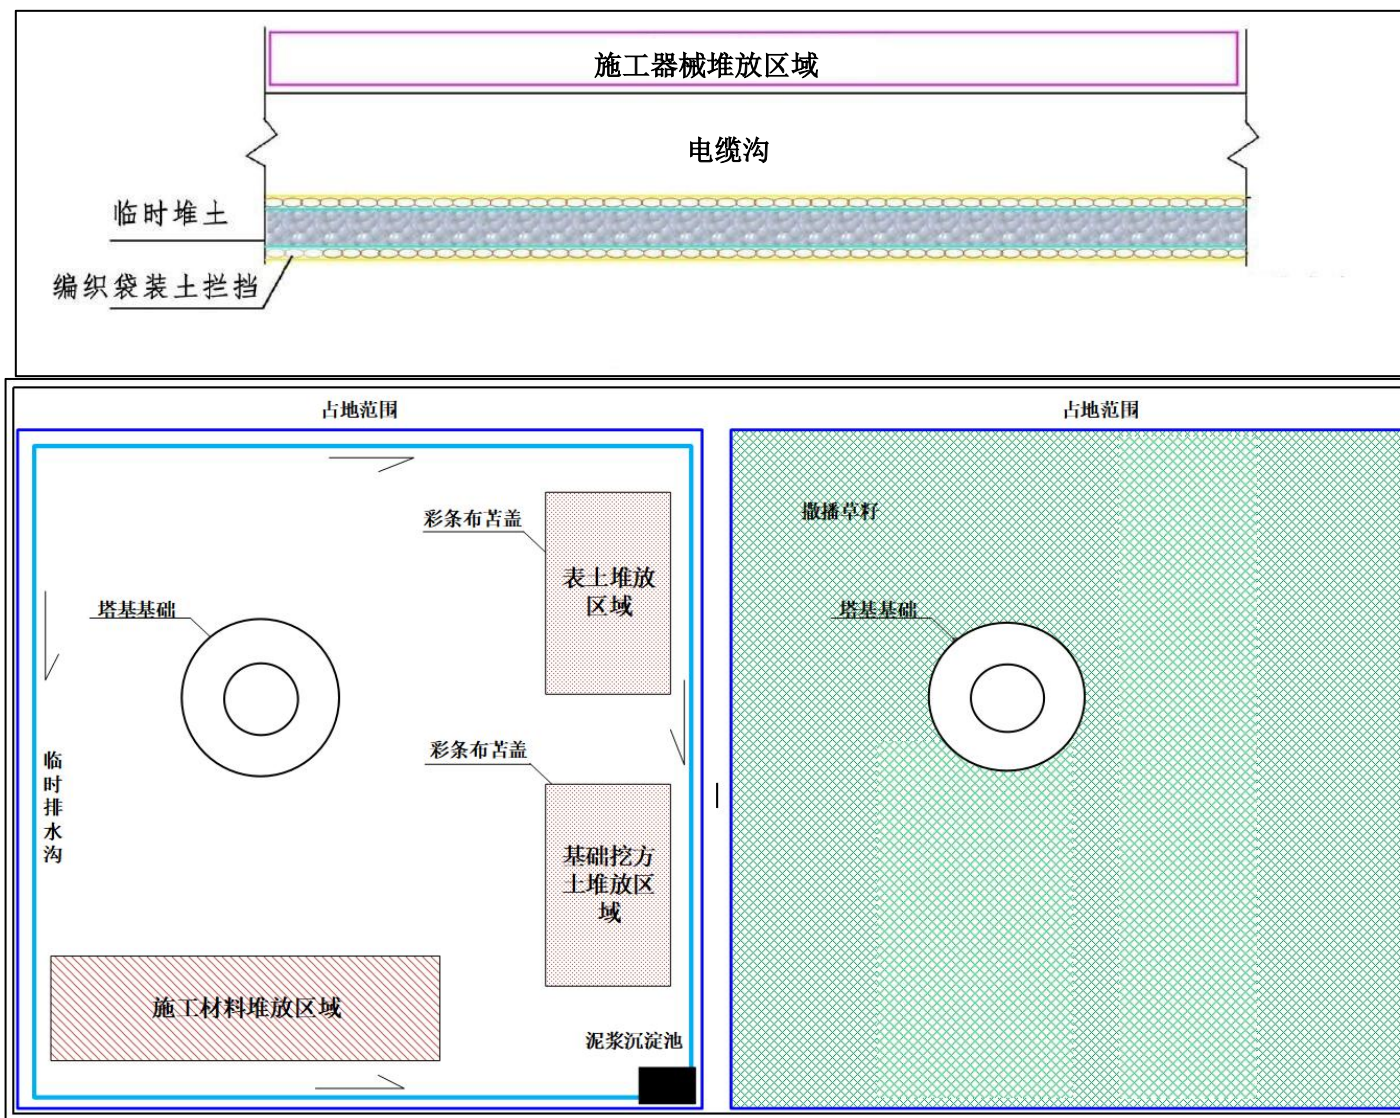 施工器械堆放区域
电缆沟
临时堆土
编织袋装土拦挡
占地范围
占地范围
彩条布苫盖
撒播草籽
表土堆放
区域
塔基基础
塔基基础
彩条布苫盖
临
时
排
水
沟
基础挖方
土堆放区
域
施工材料堆放区域
泥浆沉淀池